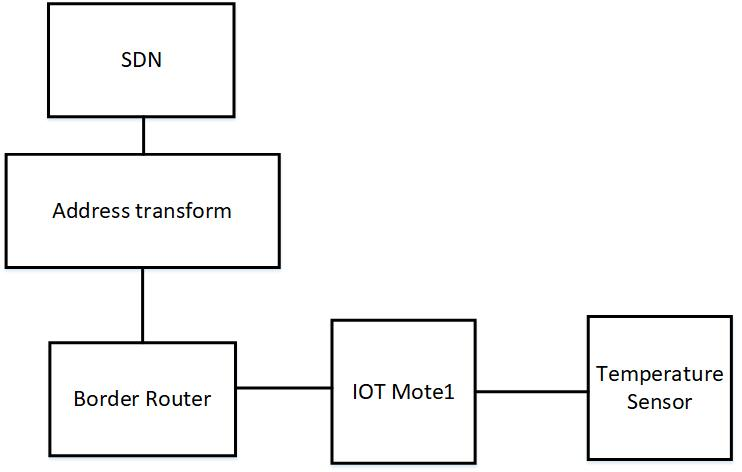 SDN
Address transform
Border Router
IOT Mote1
Temperature
Sensor